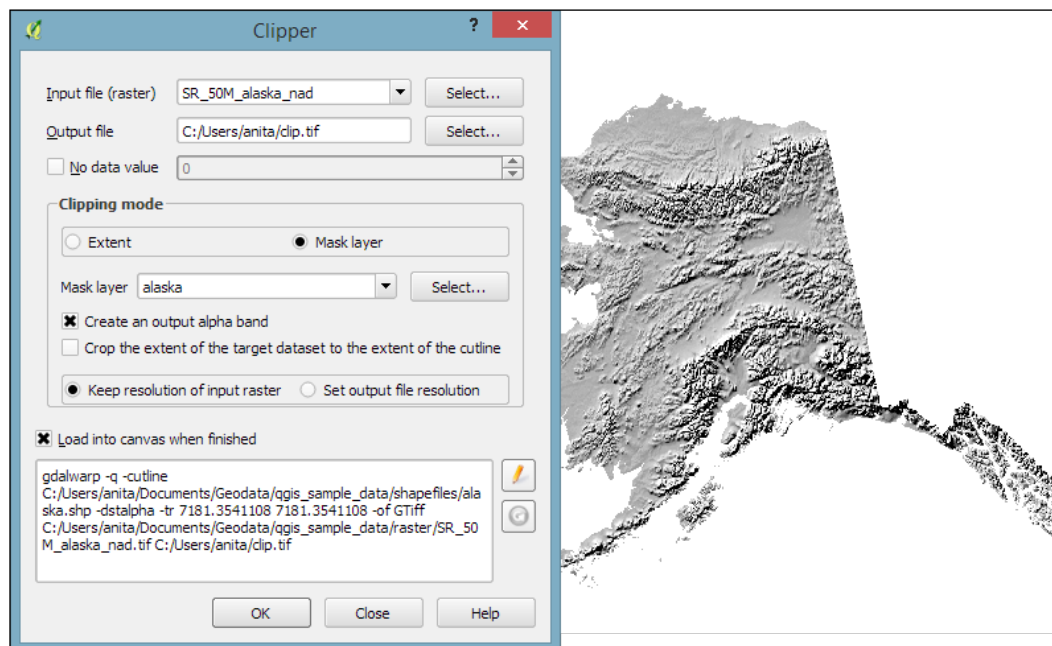 Clipper
?
Input file (raster) SR_50M_alaska_nad Select...
Output file C:/Users/anita/clip.tif Select...
No data value 0
Clipping mode
Extent Mask layer
Mask layer alaska Select...
Create an output alpha band
Crop the extent of the target dataset to the extent of the cutline
Keep resolution of input raster Set output file resolution
Load into canvas when finished
gdalwarp -q -cutline
C:/Users/anita/Documents/Geodata/qgis_sample_data/shapefiles/ala
ska.shp -dstalpha -tr 7181.3541108 7181.3541108 -of GTiff
C:/Users/anita/Documents/Geodata/qgis_sample_data/raster/SR_50
M_alaska_nad.tif C:/Users/anita/clip.tif
OK Close Help